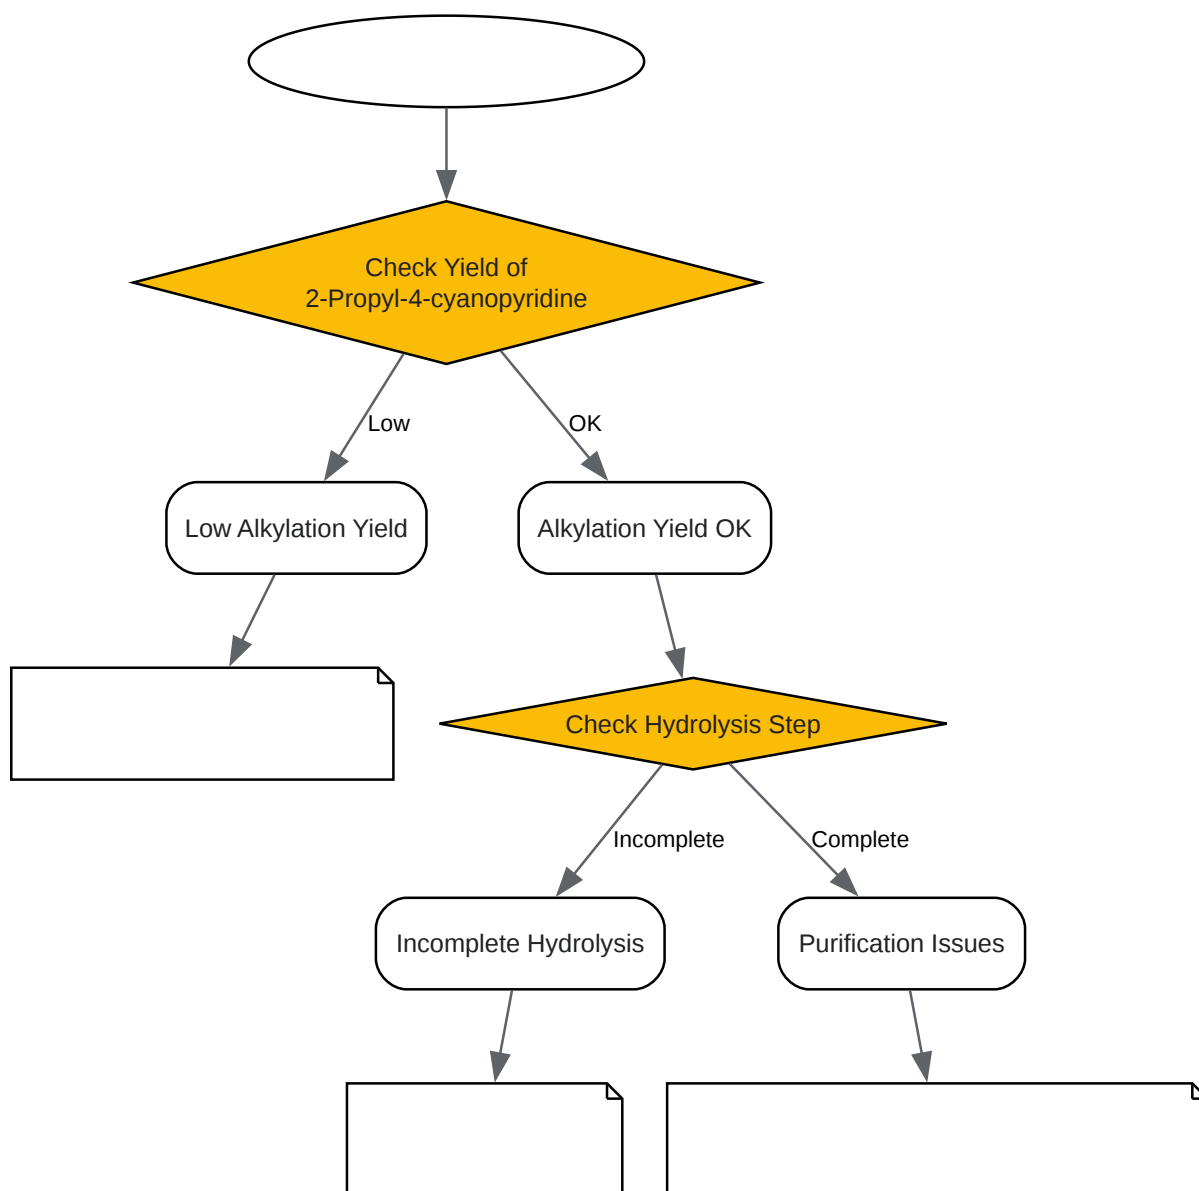 Check Yield of
2-Propyl-4-cyanopyridine
Low
OK
Low Alkylation Yield
Alkylation Yield OK
Check Hydrolysis Step
Incomplete
Complete
Incomplete Hydrolysis
Purification Issues